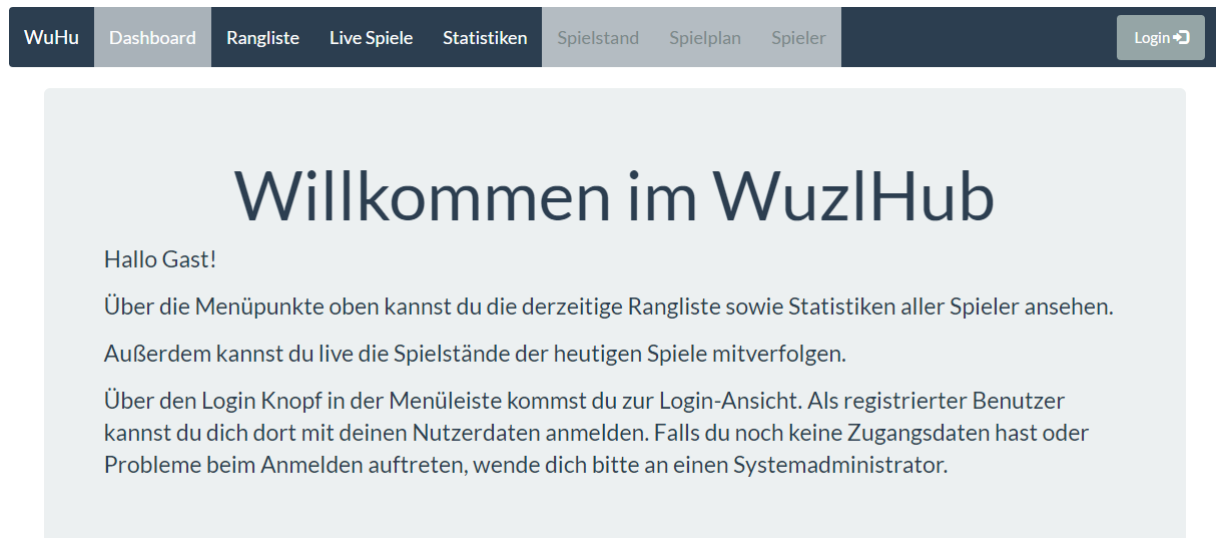 WuHu Dashboard Rangliste Live Spiele Statistiken Spielstand Spielplan Spieler Login
Willkommen im WuzlHub
Hallo Gast!
Über die Menüpunkte oben kannst du die derzeitige Rangliste sowie Statistiken aller Spieler ansehen.
Außerdem kannst du live die Spielstände der heutigen Spiele mitverfolgen.
Über den Login Knopf in der Menüleiste kommst du zur Login-Ansicht. Als registrierter Benutzer
kannst du dich dort mit deinen Nutzerdaten anmelden. Falls du noch keine Zugangsdaten hast oder
Probleme beim Anmelden auftreten, wende dich bitte an einen Systemadministrator.